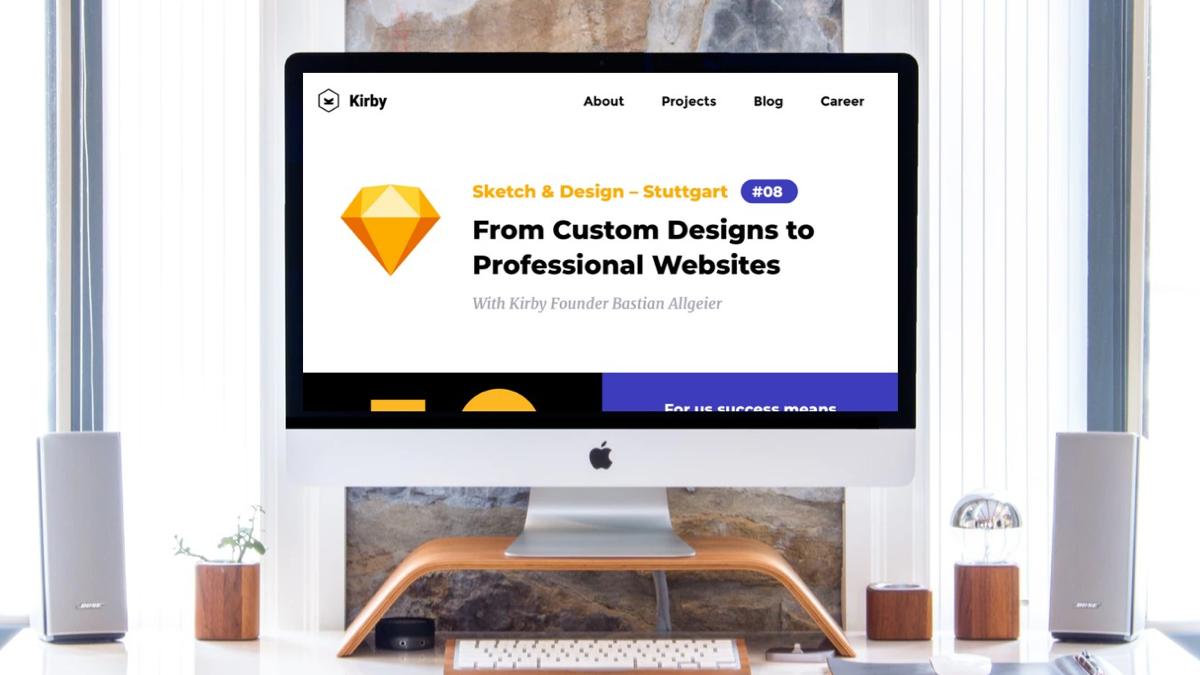 Kirby
About
Projects
Blog
Career
Sketch & Design – Stuttgart #08
From Custom Designs to
Professional Websites
With Kirby Founder Bastian Allgeier
For us success means
BOSE
BOSE